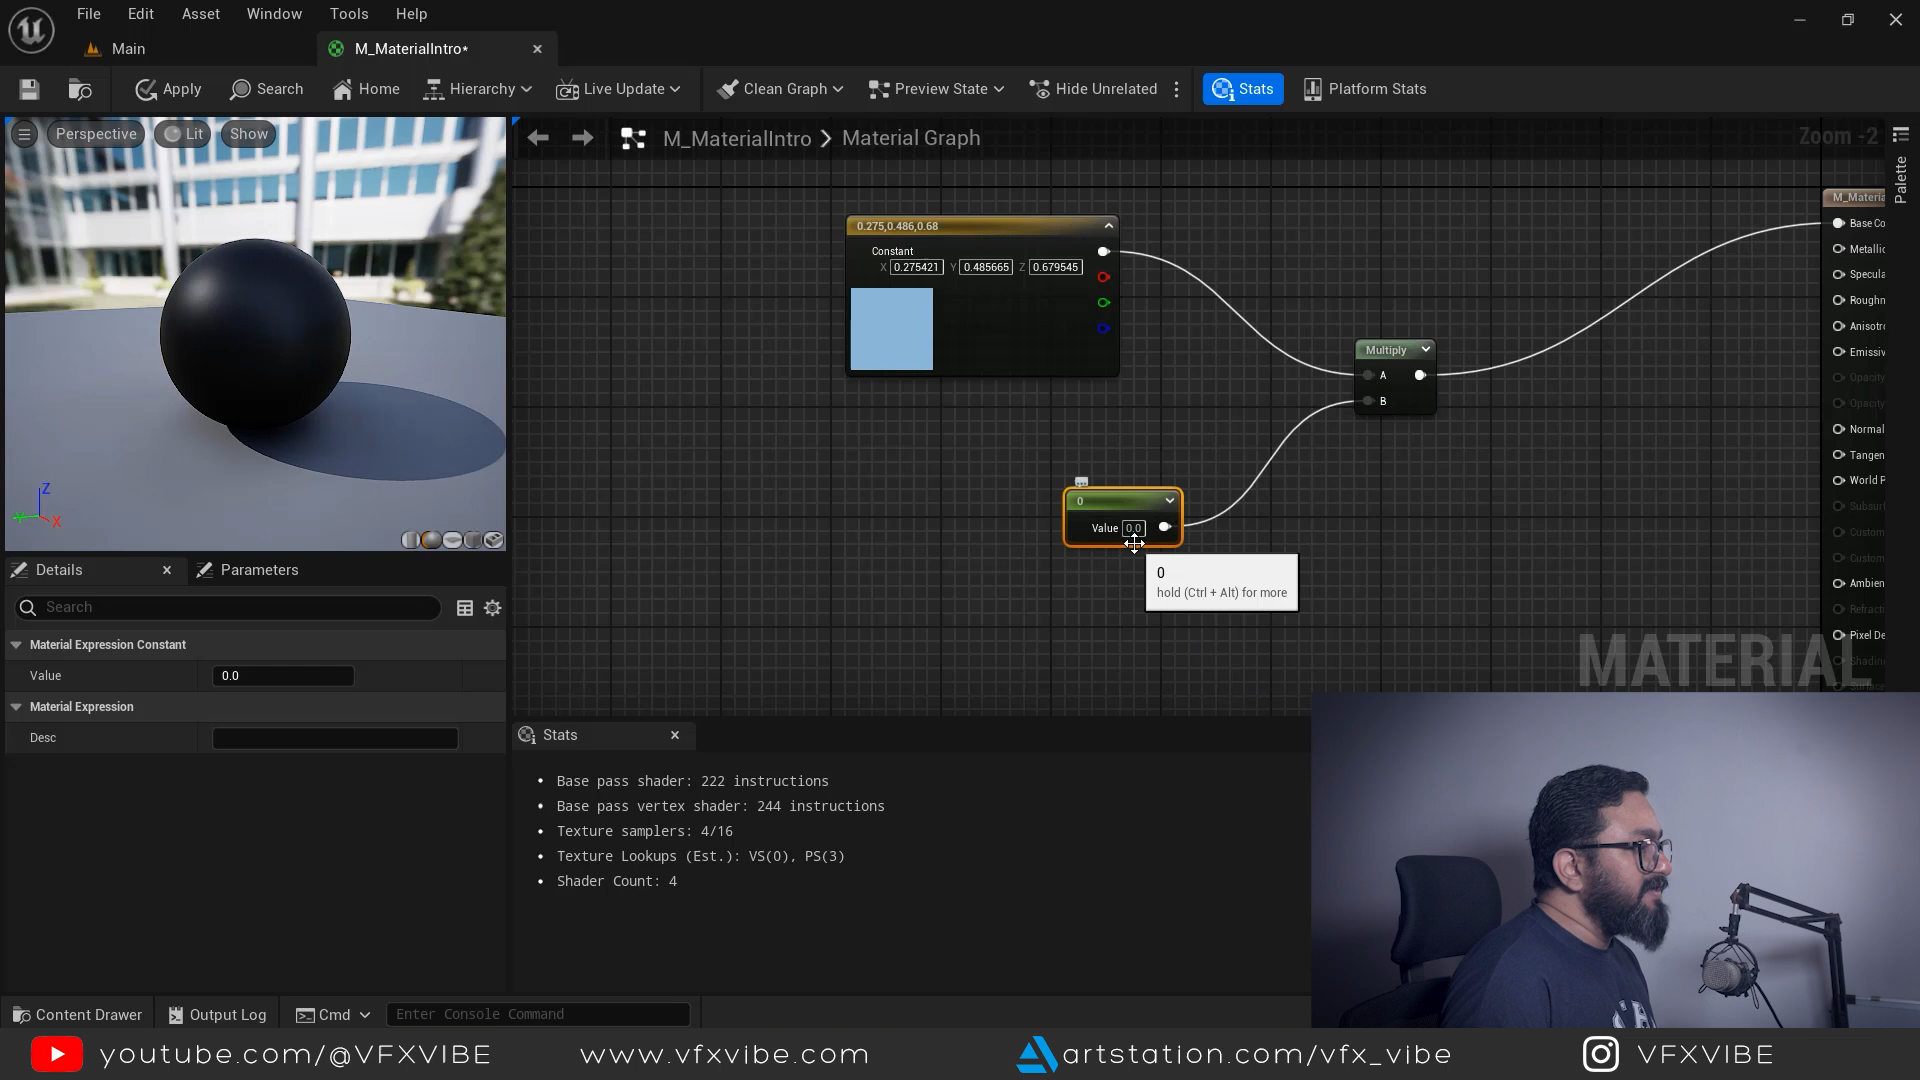 File Edit Asset Window Tools Help
Main
M_MaterialIntro*
Apply Search Home Hierarchy Live Update Clean Graph Preview State Hide Unrelated Stats Platform Stats
Perspective Lit Show
M_MaterialIntro > Material Graph
Zoom -2
Palette
0.275,0.486,0.68
Constant
X 0.275421 Y 0.485665 Z 0.679545
Multiply
A
B
0
Value 0.0
0
hold (Ctrl + Alt) for more
M_Materia
Base Co
Metallic
Specula
Roughn
Anisotr
Emissiv
Opacity
Opacity
Normal
Tangen
World P
Subsurf
Custom
Custom
Ambien
Refracti
Pixel De
Shadin
MATERIAL
Z
Y
X
Details
Parameters
Search
Material Expression Constant
Value 0.0
Material Expression
Desc
Stats
• Base pass shader: 222 instructions
• Base pass vertex shader: 244 instructions
• Texture samplers: 4/16
• Texture Lookups (Est.): VS(0), PS(3)
• Shader Count: 4
Content Drawer Output Log Cmd Enter Console Command
youtube.com/@VFXVIBE www.vfxvibe.com artstation.com/vfx_vibe VFXVIBE